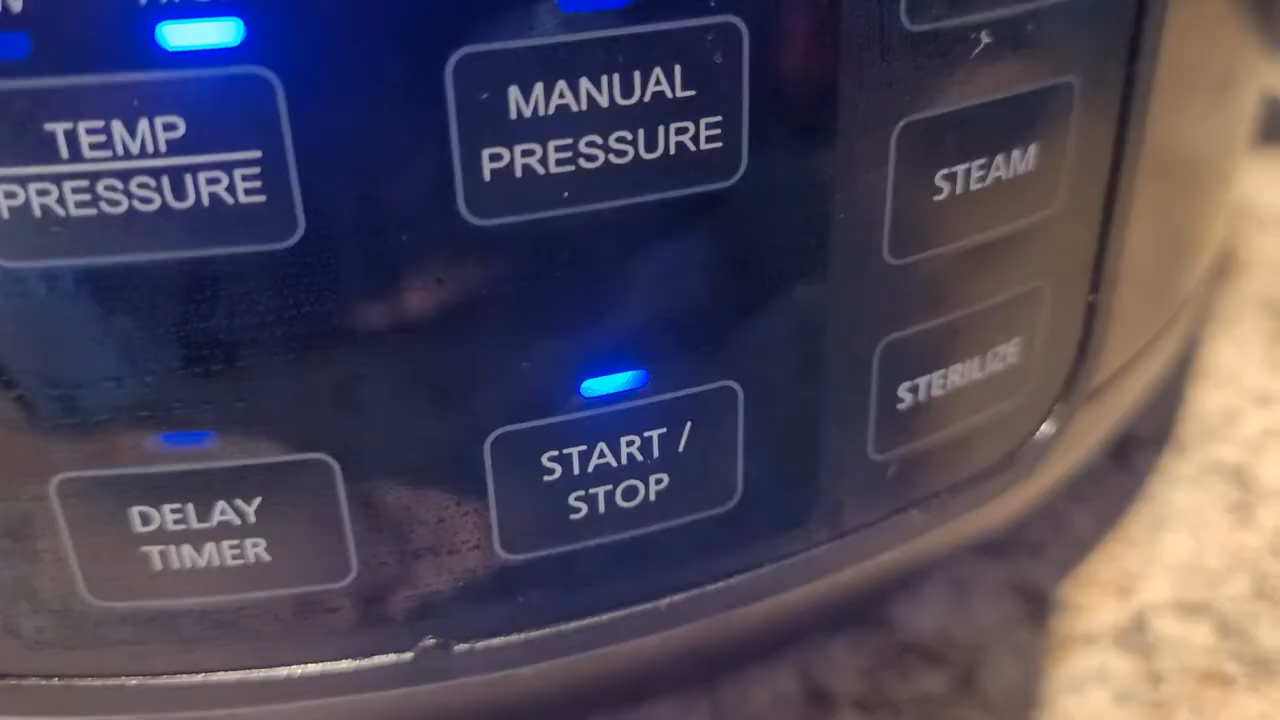 TEMP
PRESSURE
MANUAL
PRESSURE
STEAM
STERILIZE
DELAY
TIMER
START /
STOP